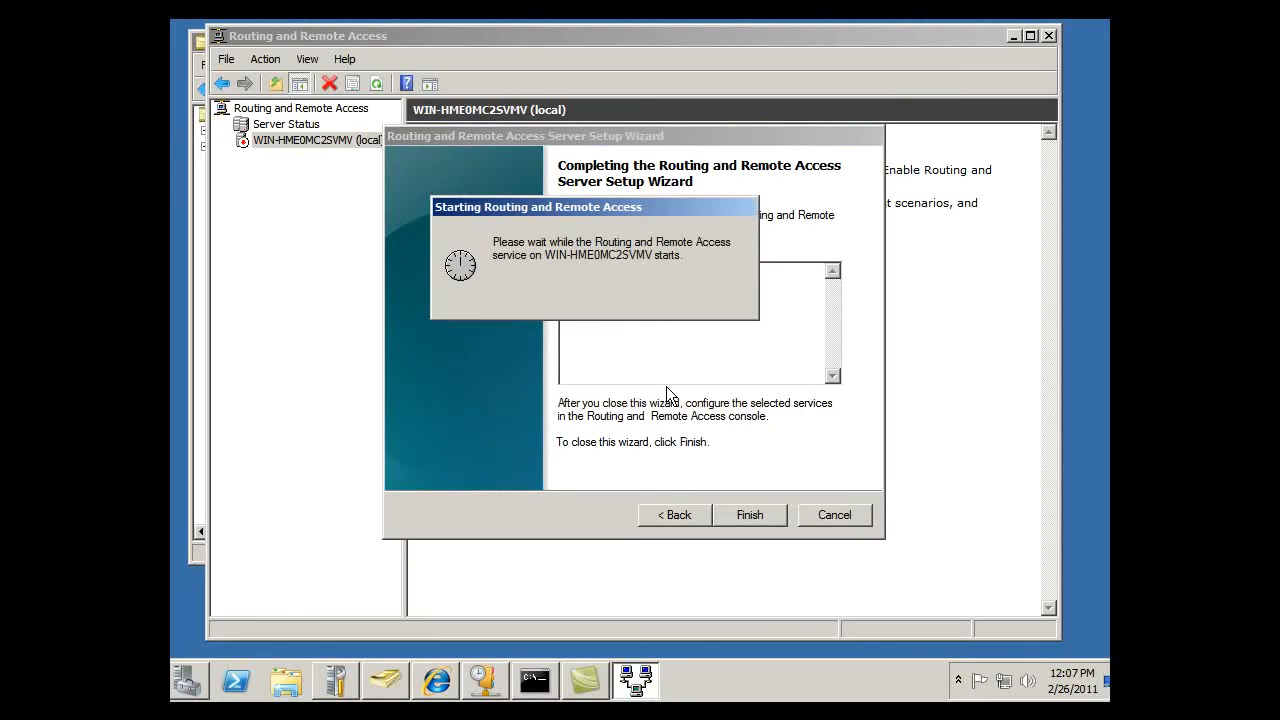 Routing and Remote Access
File Action View Help
Routing and Remote Access
Server Status
WIN-HME0MC2SVMV (local)
WIN-HME0MC2SVMV (local)
Enable Routing and
t scenarios, and
Routing and Remote Access Server Setup Wizard
Completing the Routing and Remote Access
Server Setup Wizard
ing and Remote
Starting Routing and Remote Access
Please wait while the Routing and Remote Access
service on WIN-HME0MC2SVMV starts.
After you close this wizard, configure the selected services
in the Routing and Remote Access console.
To close this wizard, click Finish.
< Back Finish Cancel
12:07 PM
2/26/2011